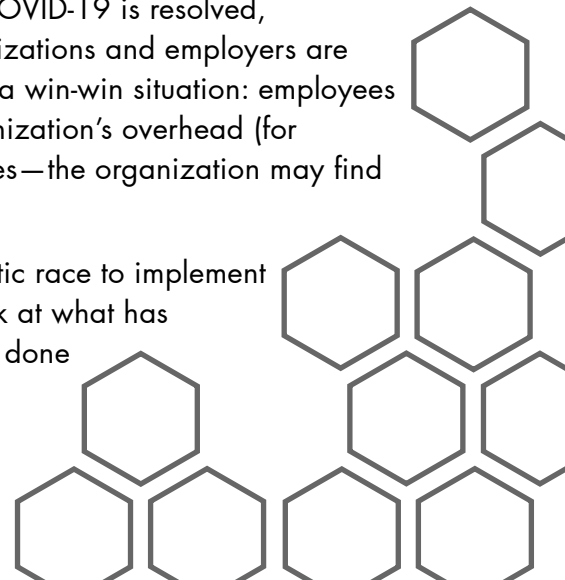 OVID-19 is resolved,
izations and employers are
a win-win situation: employees
nization’s overhead (for
es—the organization may find
tic race to implement
k at what has
done